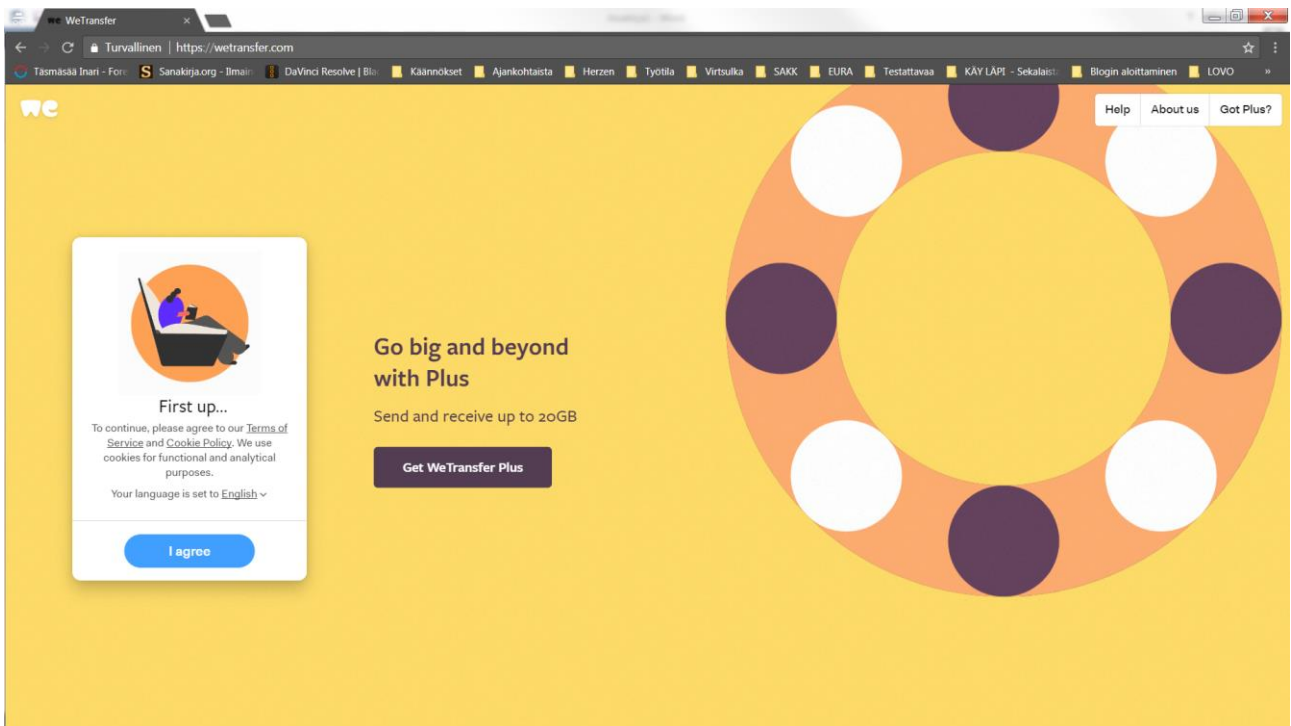 we WeTransfer
Turvallinen | https://wetransfer.com
Täsmäsää Inari - Fore Sanakirja.org - Ilmain DaVinci Resolve | Bla Käännökset Ajankohtaista Herzen Työtila Virtsulka SAKK EURA Testattavaa KÄY LÄPI - Sekalaist Blogin aloittaminen LOVO »
we
Help About us Got Plus?
First up...
To continue, please agree to our Terms of
Service and Cookie Policy. We use
cookies for functional and analytical
purposes.
Your language is set to English
I agree
Go big and beyond
with Plus
Send and receive up to 20GB
Get WeTransfer Plus